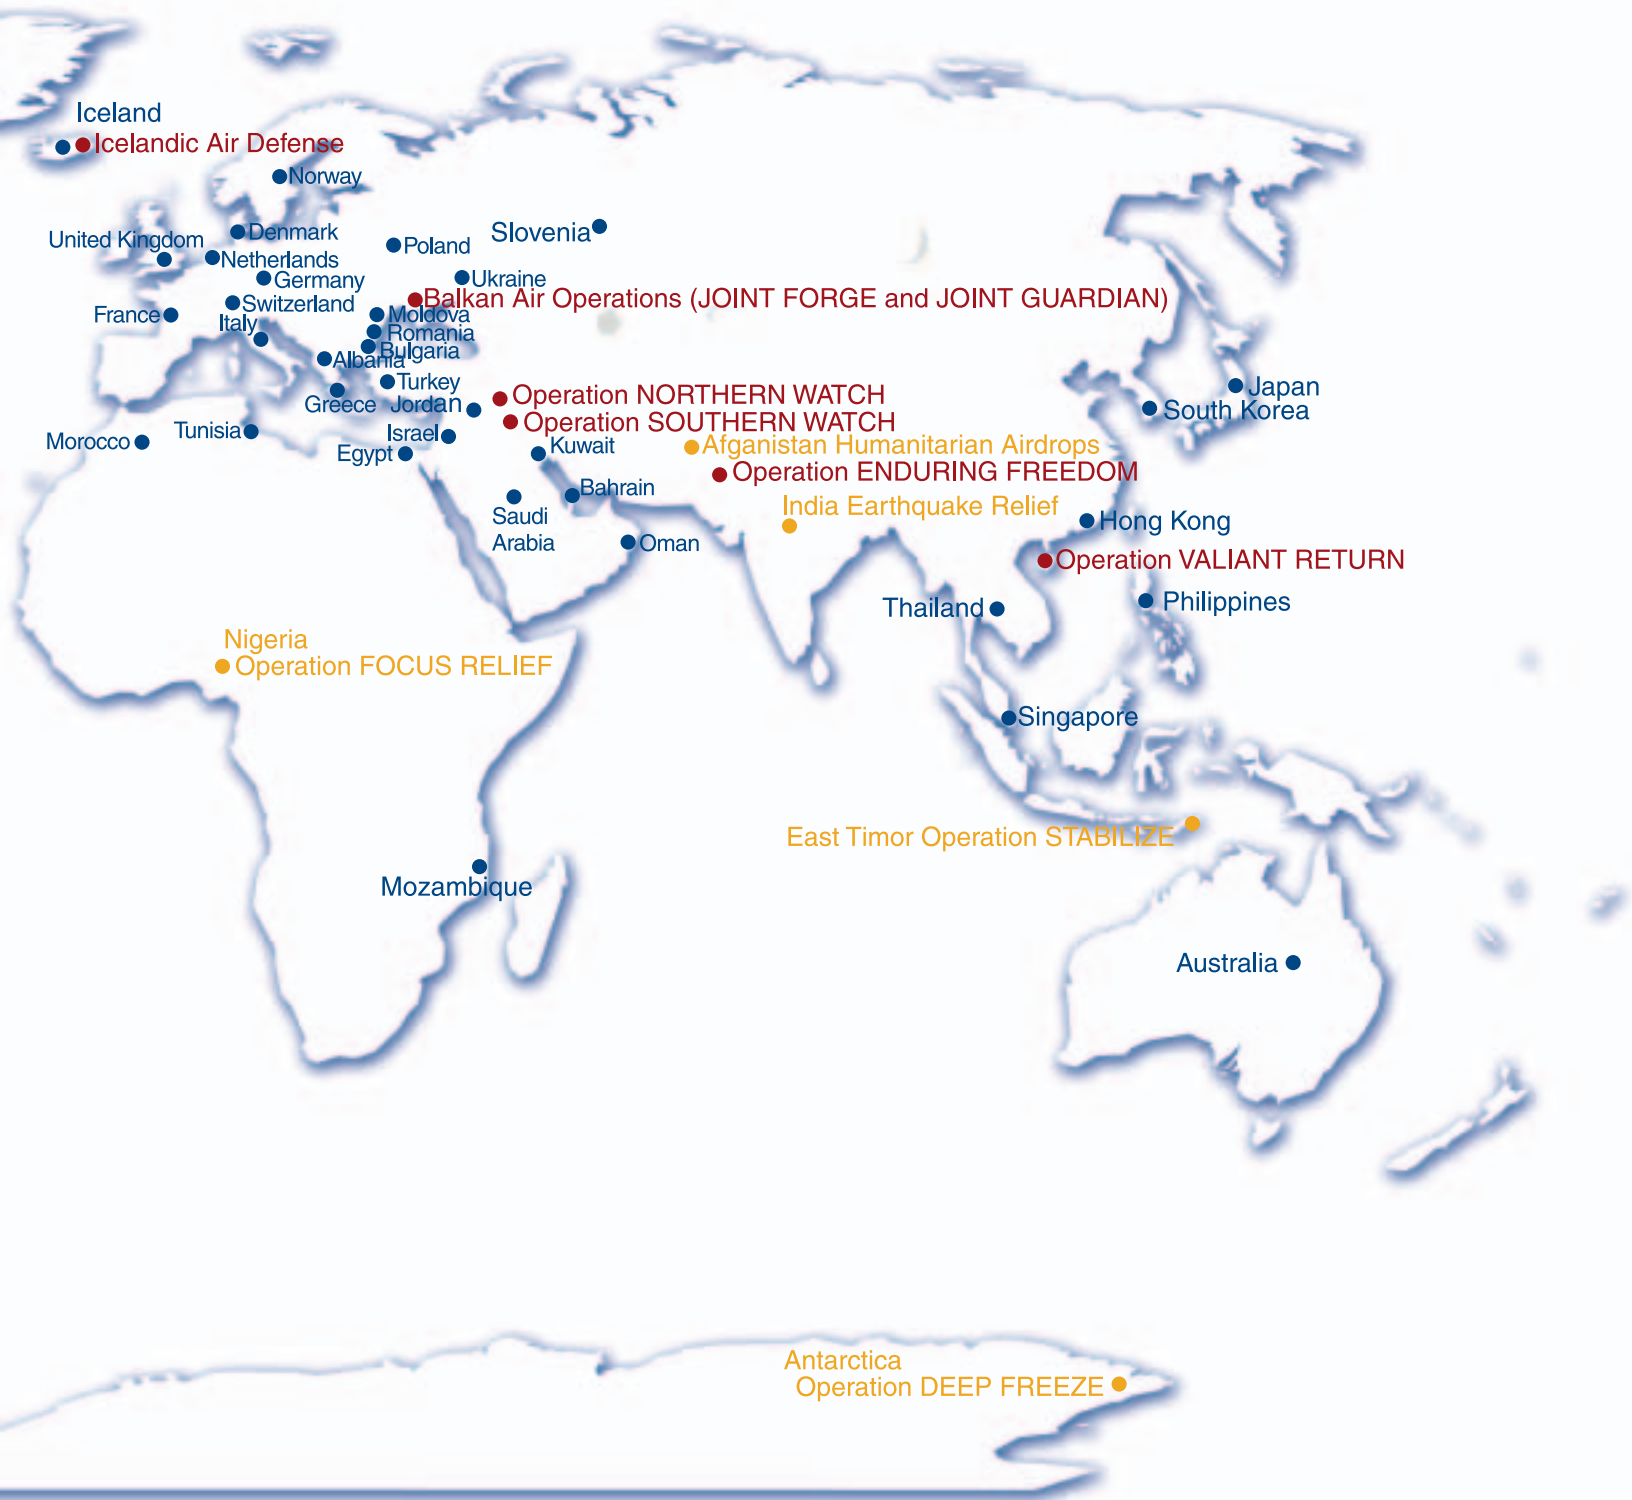 Iceland
Icelandic Air Defense
Norway
Denmark
United Kingdom
Netherlands
Germany
Poland
Slovenia
Ukraine
Switzerland
France
Italy
Balkan Air Operations (JOINT FORGE and JOINT GUARDIAN)
Moldova
Romania
Bulgaria
Albania
Turkey
Greece
Jordan
Operation NORTHERN WATCH
Operation SOUTHERN WATCH
Morocco
Tunisia
Israel
Egypt
Kuwait
Afganistan Humanitarian Airdrops
Operation ENDURING FREEDOM
Bahrain
India Earthquake Relief
Saudi
Arabia
Oman
Japan
South Korea
Hong Kong
Operation VALIANT RETURN
Thailand
Philippines
Nigeria
Operation FOCUS RELIEF
Singapore
East Timor Operation STABILIZE
Mozambique
Australia
Antarctica
Operation DEEP FREEZE